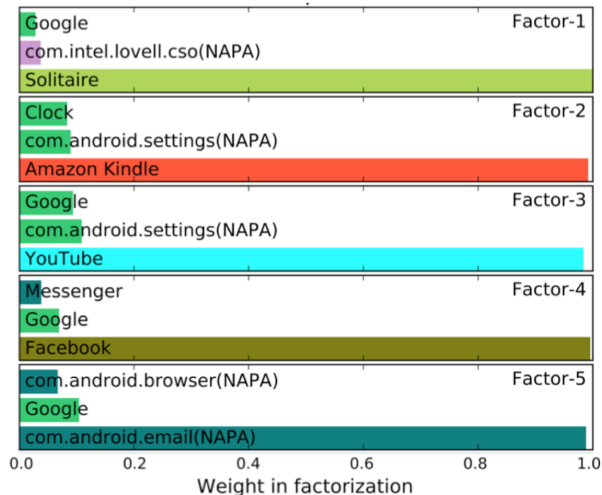 Google
Factor-1
com.intel.lovell.cso(NAPA)
Solitaire
Clock
Factor-2
com.android.settings(NAPA)
Amazon Kindle
Google
Factor-3
com.android.settings(NAPA)
YouTube
Messenger
Factor-4
Google
Facebook
com.android.browser(NAPA)
Factor-5
Google
com.android.email(NAPA)
0.0 0.2 0.4 0.6 0.8 1.0
Weight in factorization